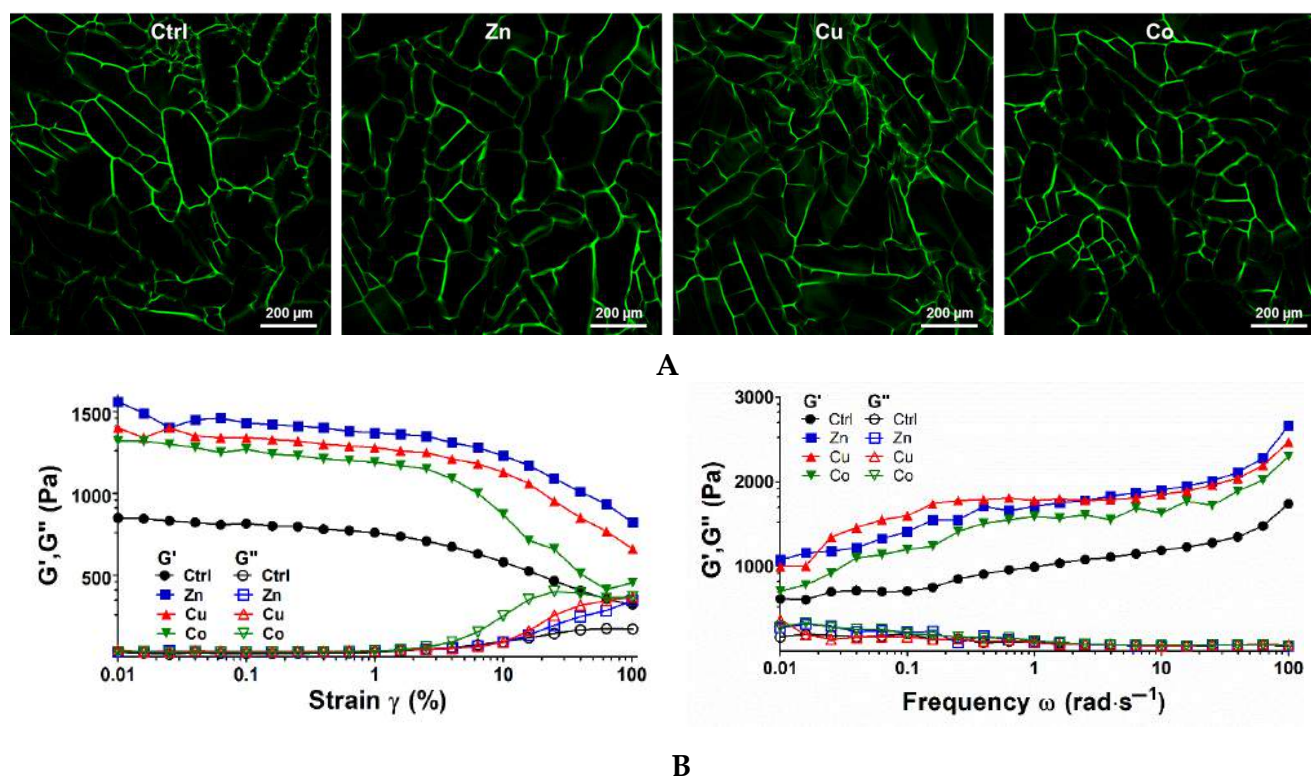 Ctrl Zn Cu Co
200 µm 200 µm 200 µm 200 µm
A
1500
1000
500
G', G" (Pa)
G' G"
Ctrl Ctrl
Zn Zn
Cu Cu
Co Co
0.01 0.1 1 10 100
Strain γ (%)
3000
2000
1000
G', G" (Pa)
G' G"
Ctrl Ctrl
Zn Zn
Cu Cu
Co Co
0.01 0.1 1 10 100
Frequency ω (rad·s⁻¹)
B